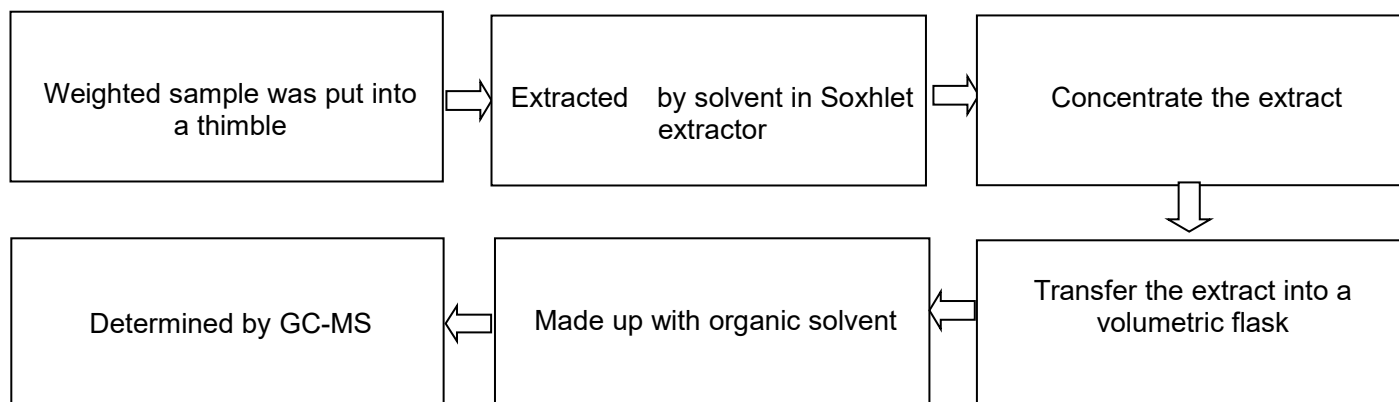 Weighted sample was put into
a thimble
Extracted by solvent in Soxhlet
extractor
Concentrate the extract
Transfer the extract into a
volumetric flask
Made up with organic solvent
Determined by GC-MS